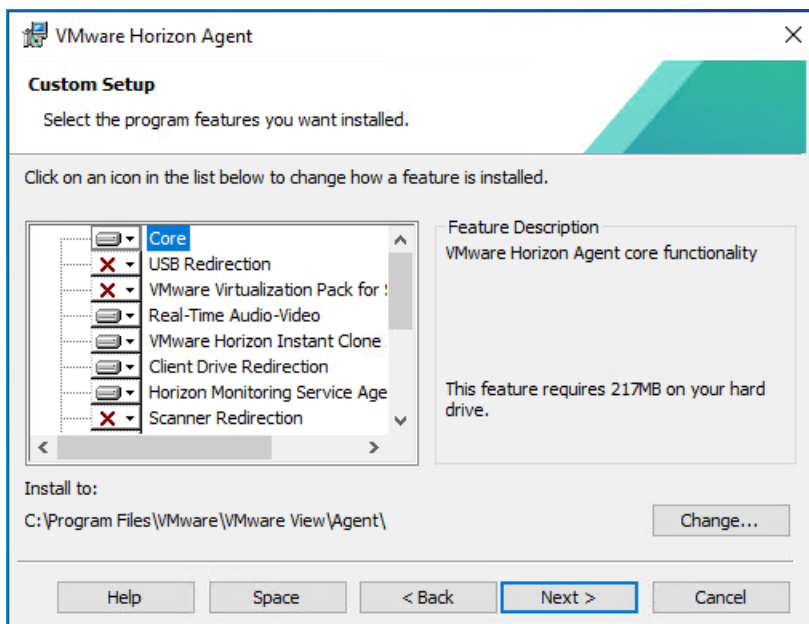 VMware Horizon Agent
Custom Setup
Select the program features you want installed.
Click on an icon in the list below to change how a feature is installed.
Core
USB Redirection
VMware Virtualization Pack for
Real-Time Audio-Video
VMware Horizon Instant Clone
Client Drive Redirection
Horizon Monitoring Service Age
Scanner Redirection
Feature Description
VMware Horizon Agent core functionality
This feature requires 217MB on your hard
drive.
Install to:
C:\Program Files\VMware\VMware View\Agent\
Change...
Help
Space
< Back
Next >
Cancel